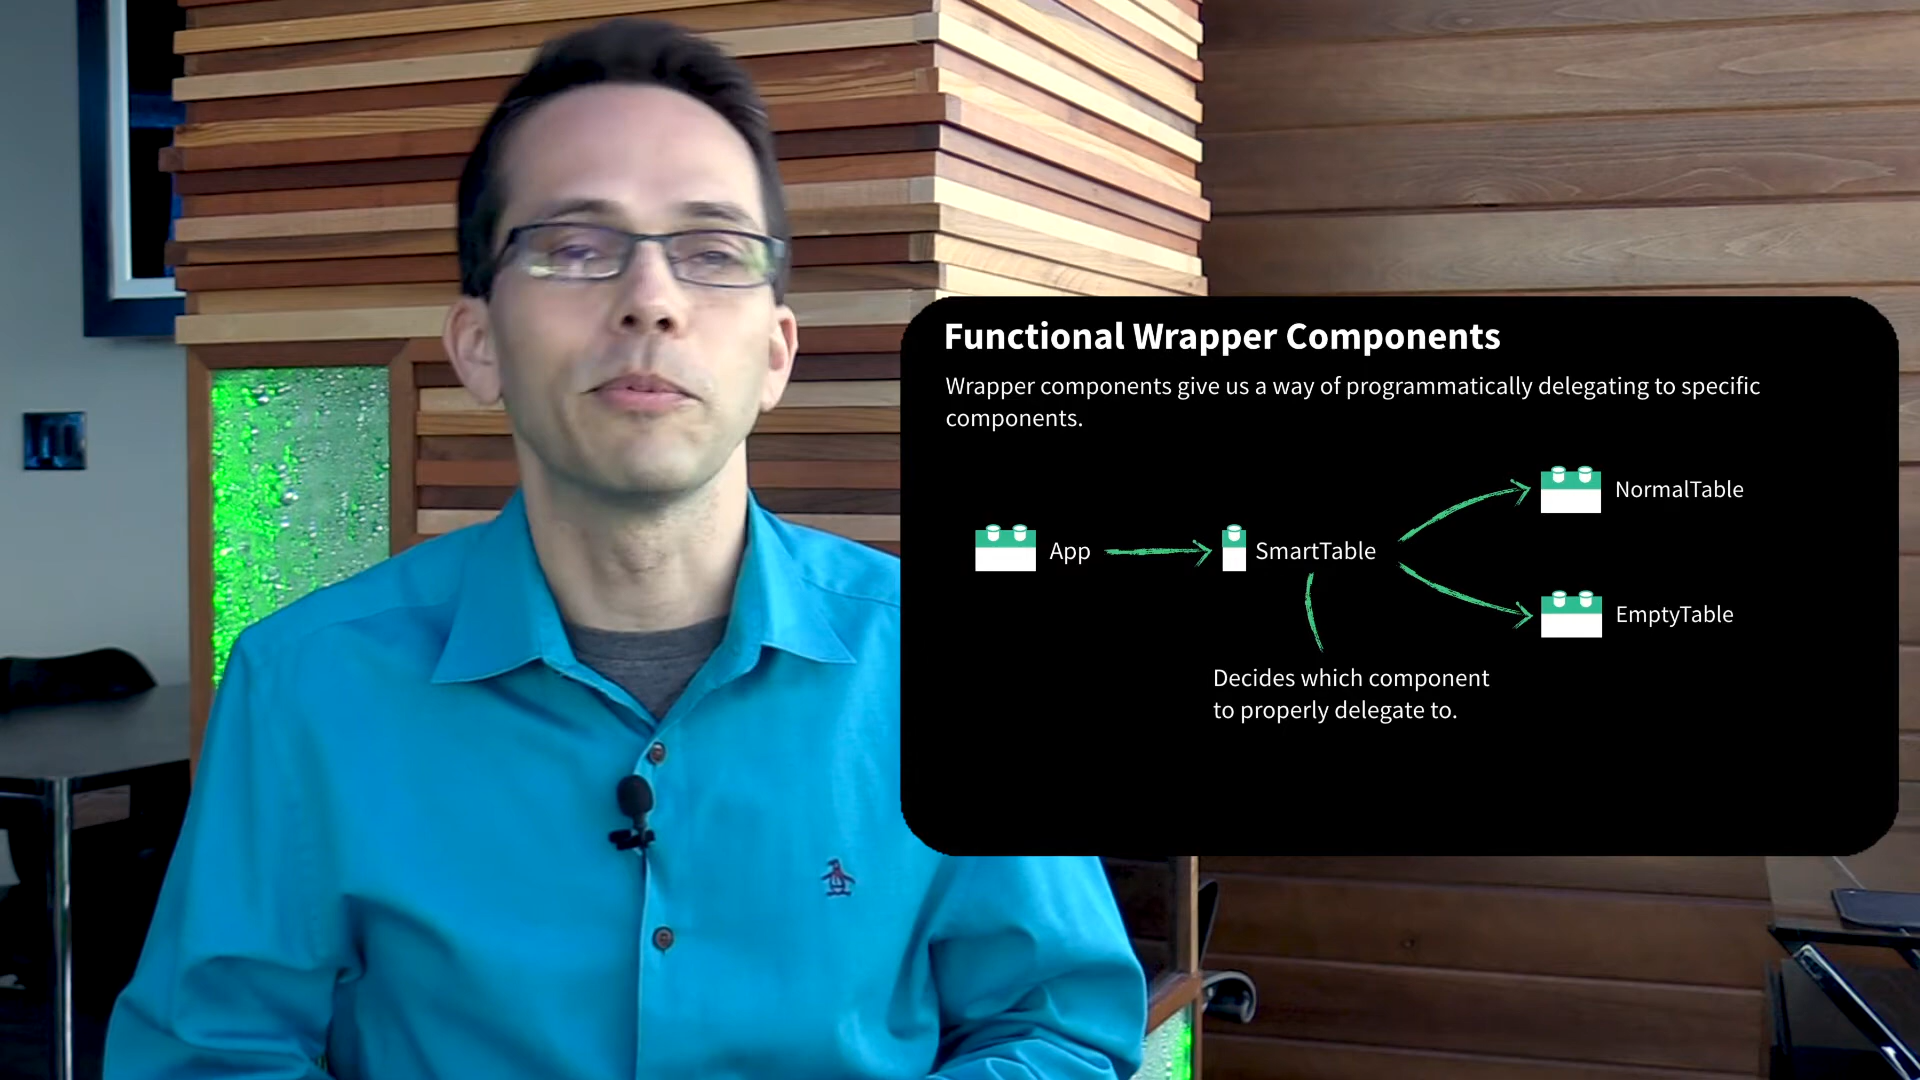 Functional Wrapper Components
Wrapper components give us a way of programmatically delegating to specific
components.
NormalTable
App
SmartTable
EmptyTable
Decides which component
to properly delegate to.